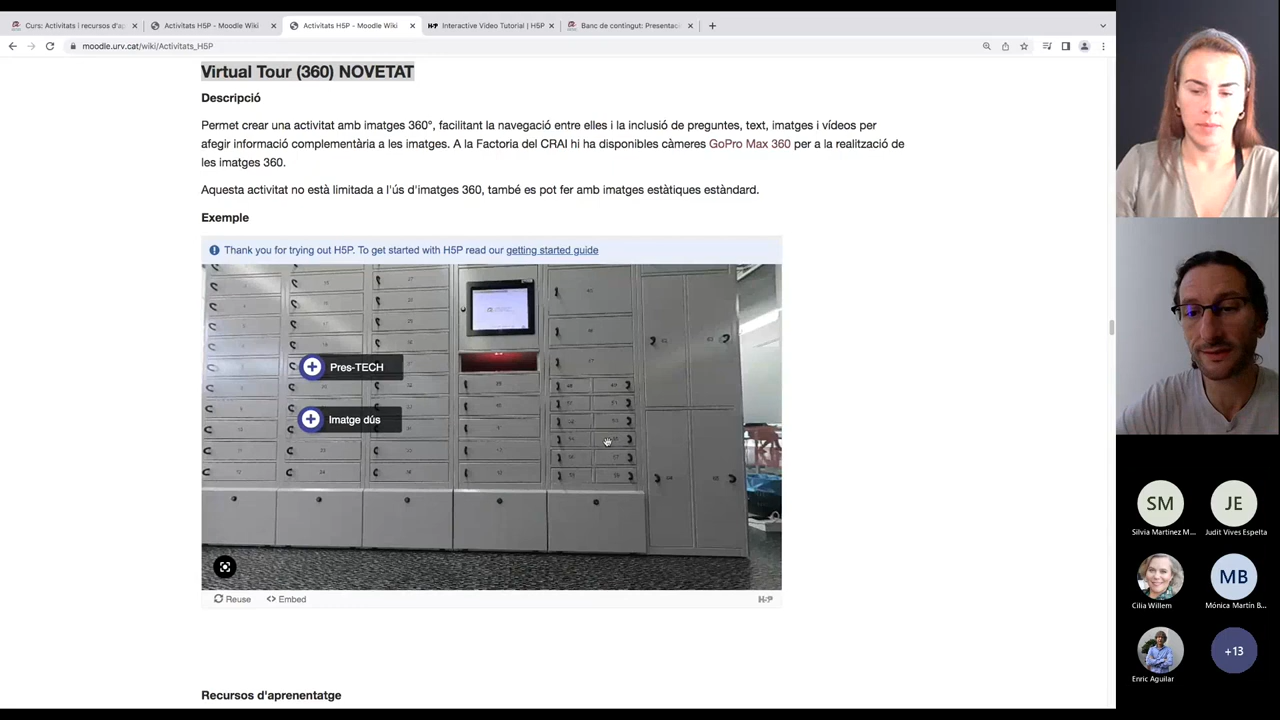 Curs: Activitats i recursos d'ap
Activitats H5P - Moodle Wiki
Activitats H5P - Moodle Wiki
Interactive Video Tutorial | H5P
Banc de contingut: Presentac
moodle.urv.cat/wiki/Activitats_H5P
Virtual Tour (360) NOVETAT
Descripció
Permet crear una activitat amb imatges 360°, facilitant la navegació entre elles i la inclusió de preguntes, text, imatges i vídeos per
afegir informació complementària a les imatges. A la Factoria del CRAI hi ha disponibles càmeres GoPro Max 360 per a la realització de
les imatges 360.
Aquesta activitat no està limitada a l'ús d'imatges 360, també es pot fer amb imatges estàtiques estàndard.
Exemple
Thank you for trying out H5P. To get started with H5P read our getting started guide
Pres-TECH
Imatge dús
Reuse
Embed
H5P
Recursos d'aprenentatge
SM
JE
Silvia Martinez M...
Judit Vives Espelta
MB
Cilia Willem
Mónica Martín B...
+13
Enric Aguilar